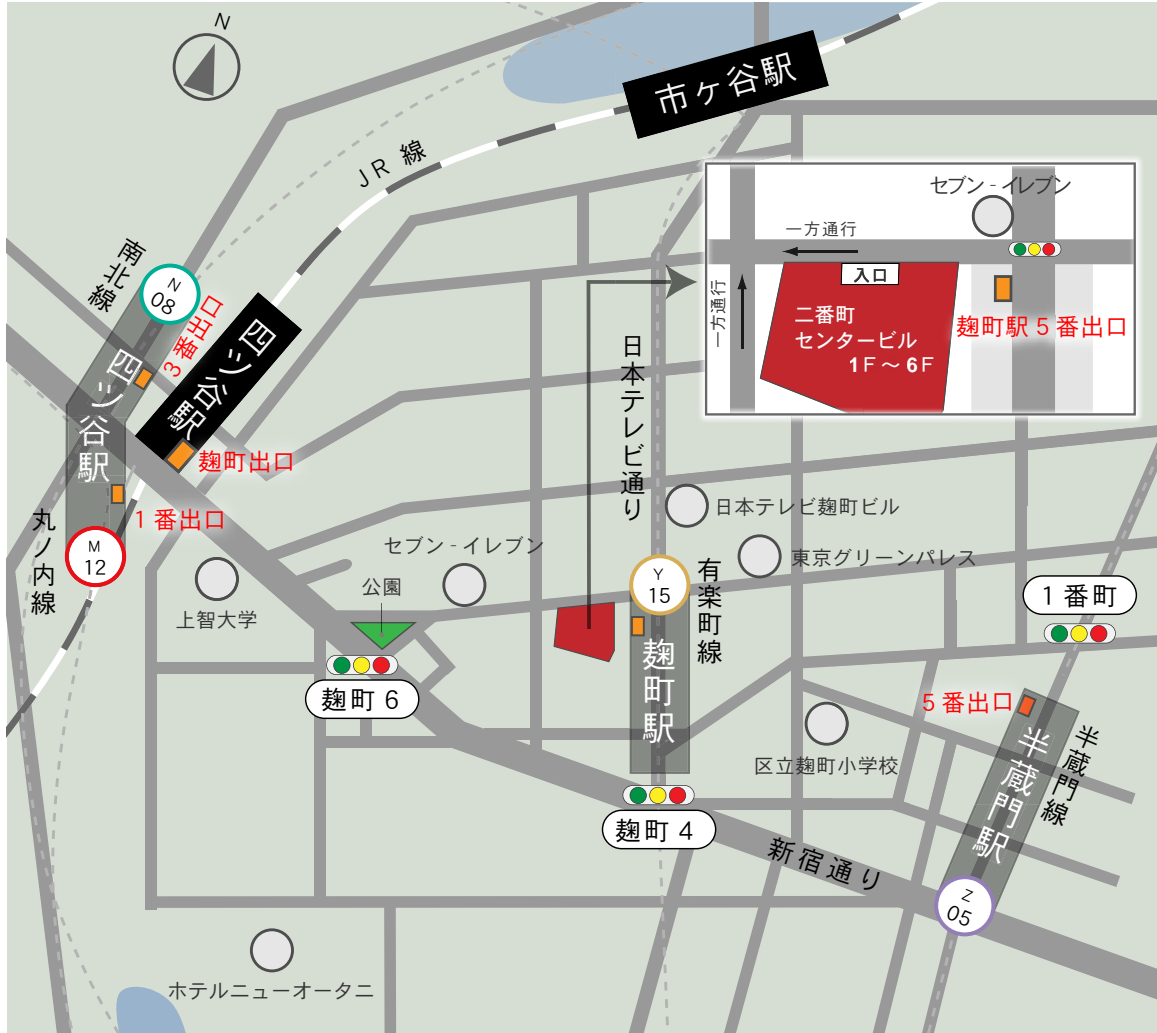 N
市ヶ谷駅
JR 線
セブン - イレブン
一方通行
入口
一方通行
二番町
センタービル
1F ～ 6F
麹町駅 5 番出口
南北線
N
08
3 番出口
四ツ谷駅
四ツ谷駅
麹町出口
1 番出口
丸ノ内線
M
12
日本テレビ通り
日本テレビ麹町ビル
セブン - イレブン
東京グリーンパレス
公園
上智大学
Y
15
有楽町線
麹町駅
1 番町
麹町 6
5 番出口
半蔵門駅
半蔵門線
区立麹町小学校
麹町 4
新宿通り
Z
05
ホテルニューオータニ